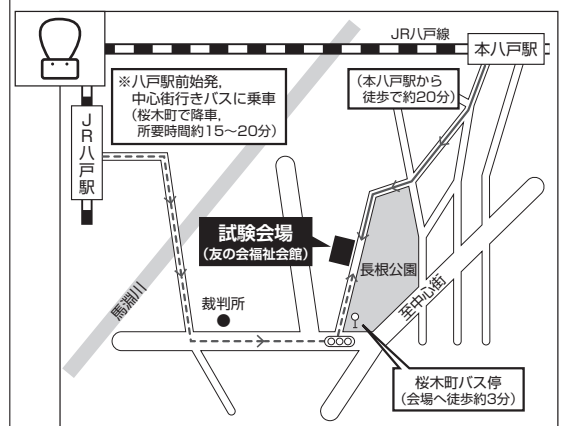 JR八戸線
本八戸駅
※八戸駅前始発,
中心街行きバスに乗車
(桜木町で降車,
所要時間約15〜20分)
(本八戸駅から
徒歩で約20分)
JR八戸駅
試験会場
(友の会福祉会館)
長根公園
馬淵川
裁判所
至中心街
桜木町バス停
(会場へ徒歩約3分)